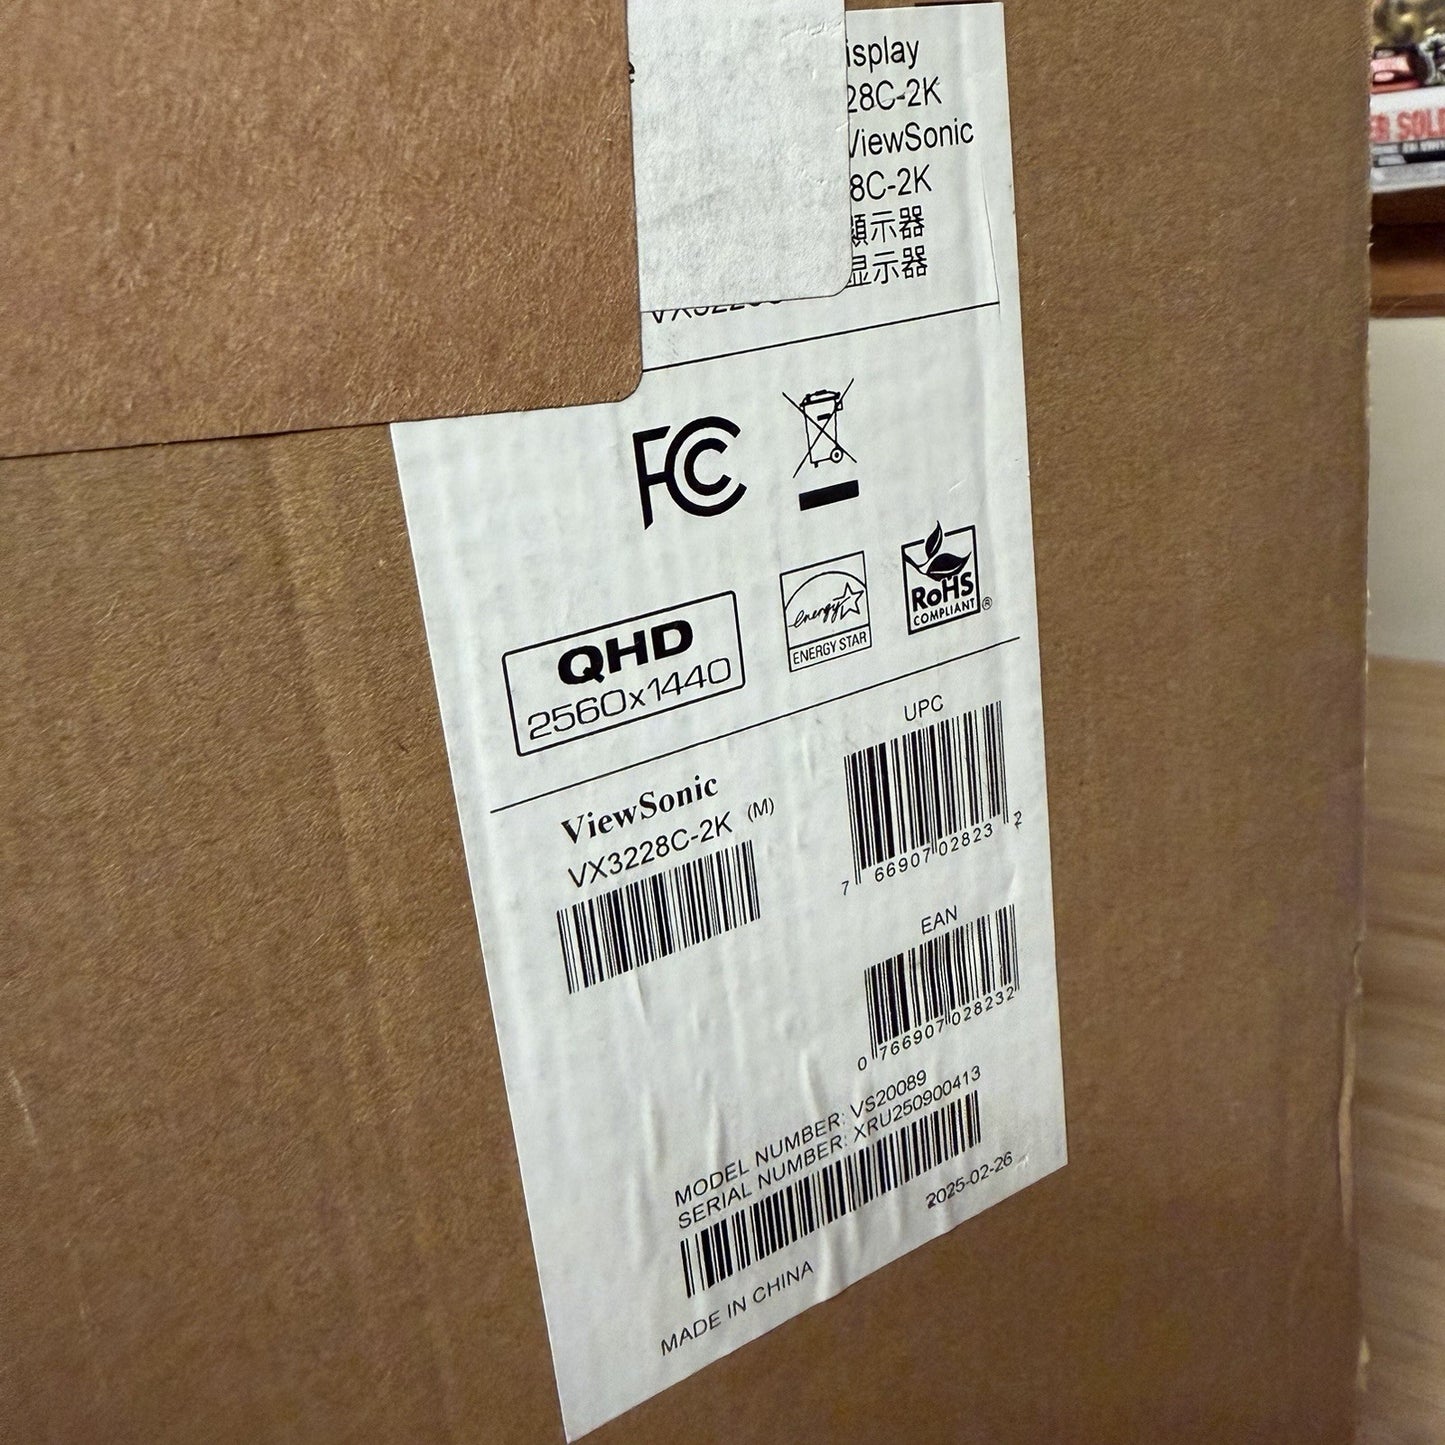 isplay
28C-2K
ViewSonic
8C-2K
顯示器
显示器
FCC
QHD
2560x1440
energy
ENERGY STAR
RoHS
COMPLIANT ®
ViewSonic
VX3228C-2K (M)
UPC
7 66907 02823 2
EAN
0 766907 028232
MODEL NUMBER: VS20089
SERIAL NUMBER: XRU250900413
2025-02-26
MADE IN CHINA